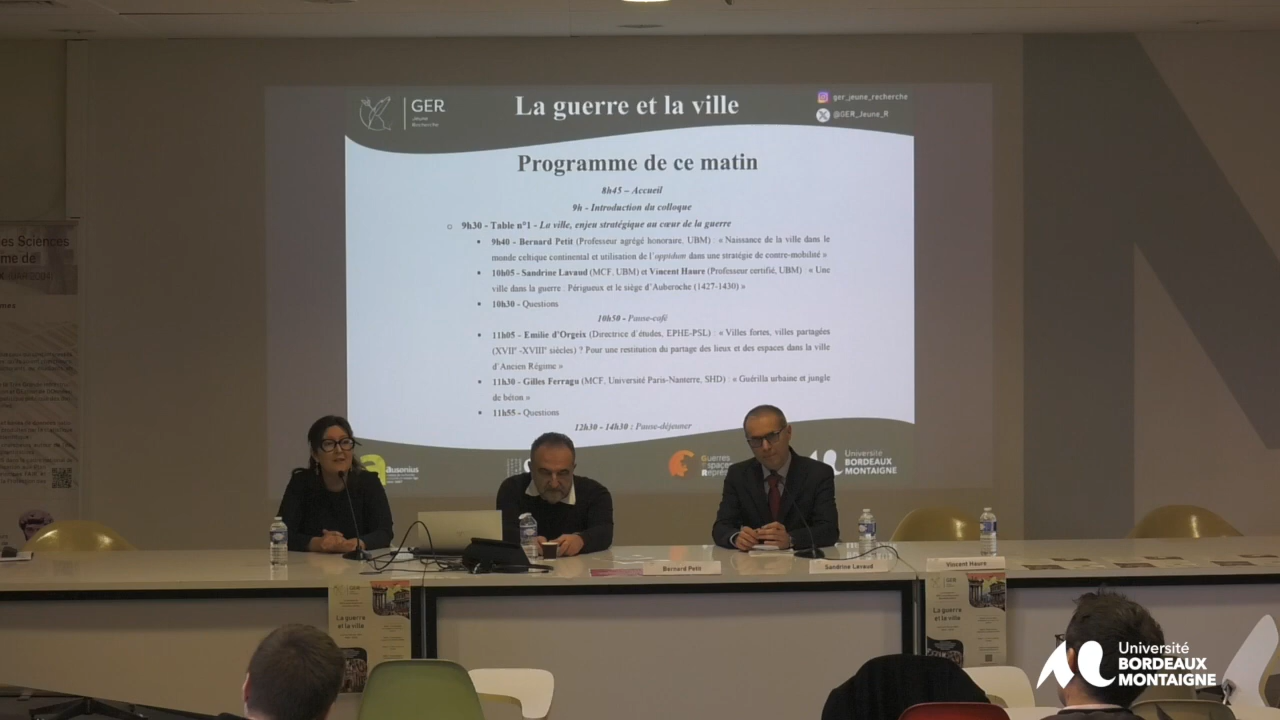 GER
Jeune
Recherche
La guerre et la ville
ger_jeune_recherche
@GER_Jeune_R
Programme de ce matin
8h45 – Accueil
9h - Introduction du colloque
9h30 - Table n°1 - La ville, enjeu stratégique au cœur de la guerre
9h40 - Bernard Petit (Professeur agrégé honoraire, UBM) : « Naissance de la ville dans le
monde celtique continental et utilisation de l'oppidum dans une stratégie de contre-mobilité »
10h05 - Sandrine Lavaud (MCF, UBM) et Vincent Haure (Professeur certifié, UBM) : « Une
ville dans la guerre : Périgueux et le siège d'Auberoche (1427-1430) »
10h30 - Questions
10h50 - Pause-café
11h05 - Emilie d'Orgeix (Directrice d'études, EPHE-PSL) : « Villes fortes, villes partagées
(XVIIe -XVIIIe siècles) ? Pour une restitution du partage des lieux et des espaces dans la ville
d'Ancien Régime »
11h30 - Gilles Ferragu (MCF, Université Paris-Nanterre, SHD) : « Guérilla urbaine et jungle
de béton »
11h55 - Questions
12h30 - 14h30 : Pause-déjeuner
ausonius
Guerres
Université
BORDEAUX
MONTAIGNE
es Sciences
me de
Bernard Petit
Sandrine Lavaud
Vincent Haure
GER
La guerre
et la ville
GER
La guerre
et la ville
Université
BORDEAUX
MONTAIGNE